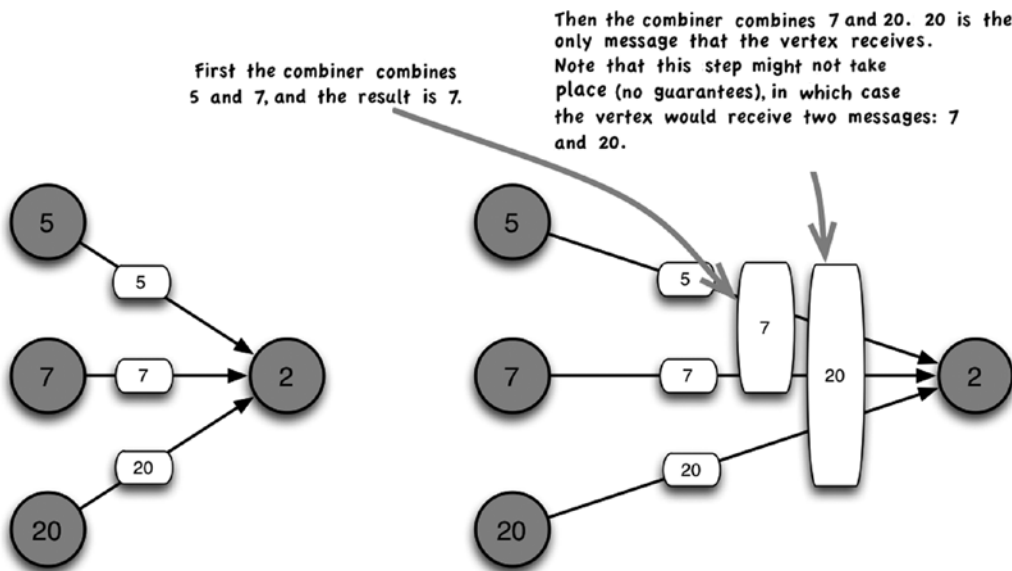 Then the combiner combines 7 and 20. 20 is the
only message that the vertex receives.
Note that this step might not take
place (no guarantees), in which case
the vertex would receive two messages: 7
and 20.
First the combiner combines
5 and 7, and the result is 7.
5
5
7
7
2
20
20
5
5
7
7
7
20
2
20
20